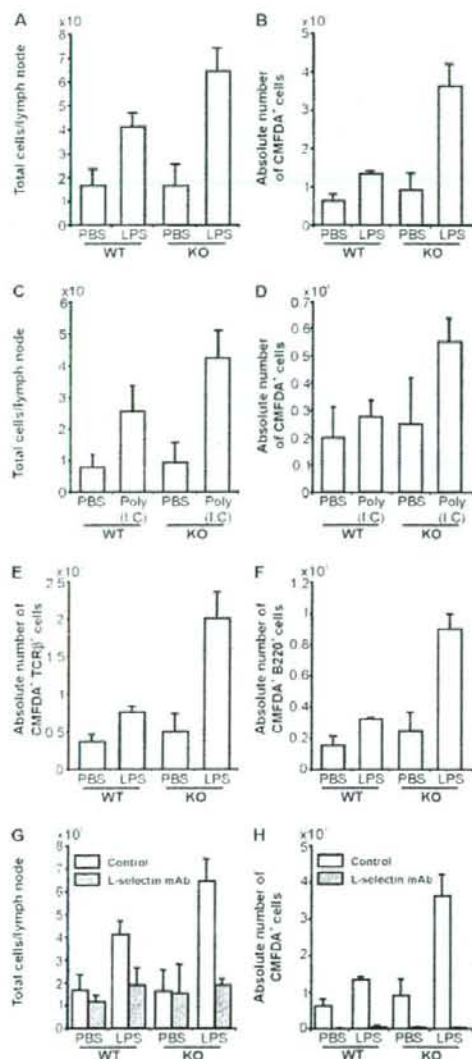 A
B
Total cells/lymph node
x10
8
7
6
5
4
3
2
1
0
PBS LPS PBS LPS
WT KO
Absolute number
of CMFDA+ cells
x10
5
4
3
2
1
0
PBS LPS PBS LPS
WT KO
C
D
Total cells/lymph node
x10
6
5
4
3
2
1
0
PBS Poly PBS Poly
(I:C) (I:C)
WT KO
Absolute number
of CMFDA+ cells
x10
0.8
0.6
0.4
0.2
0
PBS Poly PBS Poly
(I:C) (I:C)
WT KO
E
F
Absolute number of
CMFDA+ TCRβ+ cells
x10
2.5
2
1.5
1
0.5
0
PBS LPS PBS LPS
WT KO
Absolute number of
CMFDA+ B220+ cells
x10
1.2
1
0.8
0.6
0.4
0.2
0
PBS LPS PBS LPS
WT KO
G
H
Total cells/lymph node
x10
Control
L-selectin mAb
8
7
6
5
4
3
2
1
0
PBS LPS PBS LPS
WT KO
Absolute number of
CMFDA+ cells
x10
Control
L-selectin mAb
5
4
3
2
1
0
PBS LPS PBS LPS
WT KO